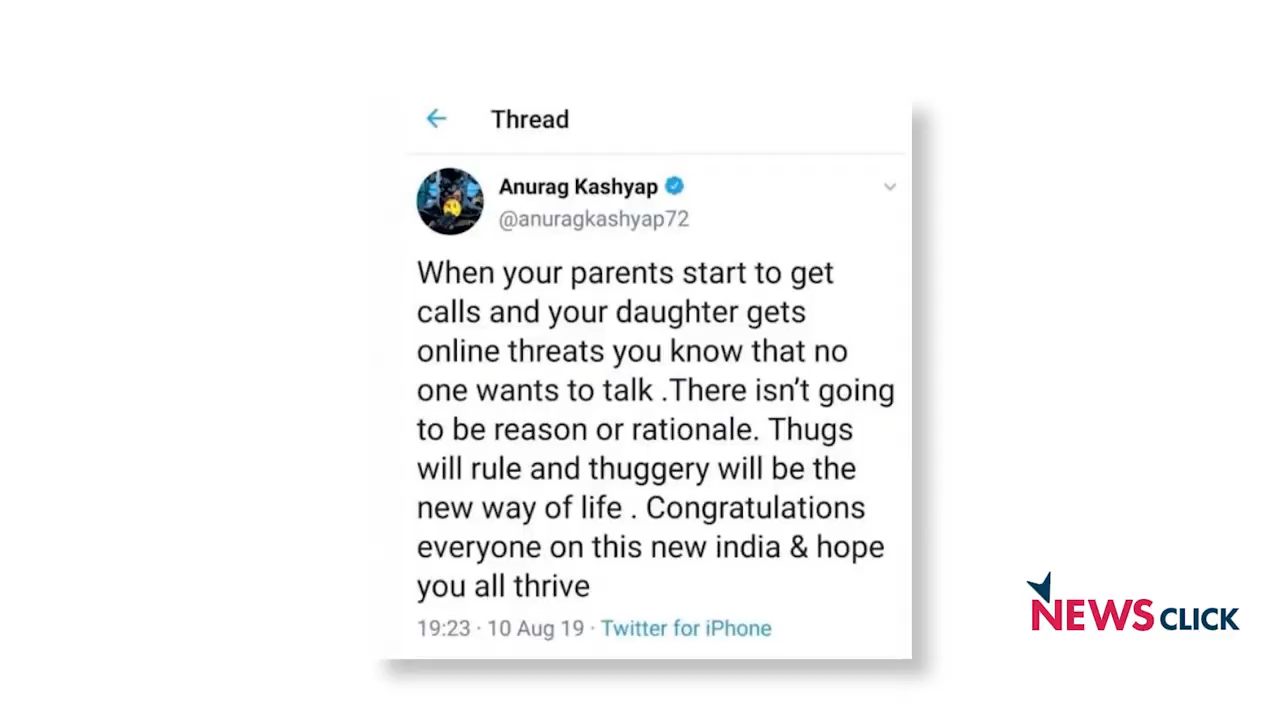 Thread
Anurag Kashyap
@anuragkashyap72
When your parents start to get
calls and your daughter gets
online threats you know that no
one wants to talk .There isn’t going
to be reason or rationale. Thugs
will rule and thuggery will be the
new way of life . Congratulations
everyone on this new india & hope
you all thrive
19:23 · 10 Aug 19 · Twitter for iPhone
NEWSCLICK